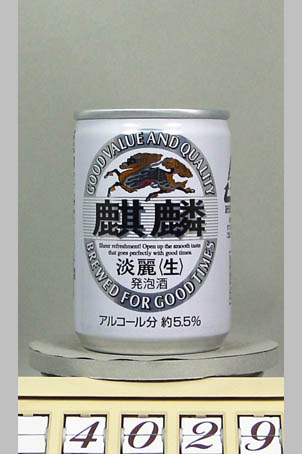 GOOD VALUE AND QUALITY
麒麟
Sheer refreshment! Open up the smooth taste
that goes perfectly with good times.
淡麗〈生〉
発泡酒
BREWED FOR GOOD TIMES
アルコール分 約5.5%
4029